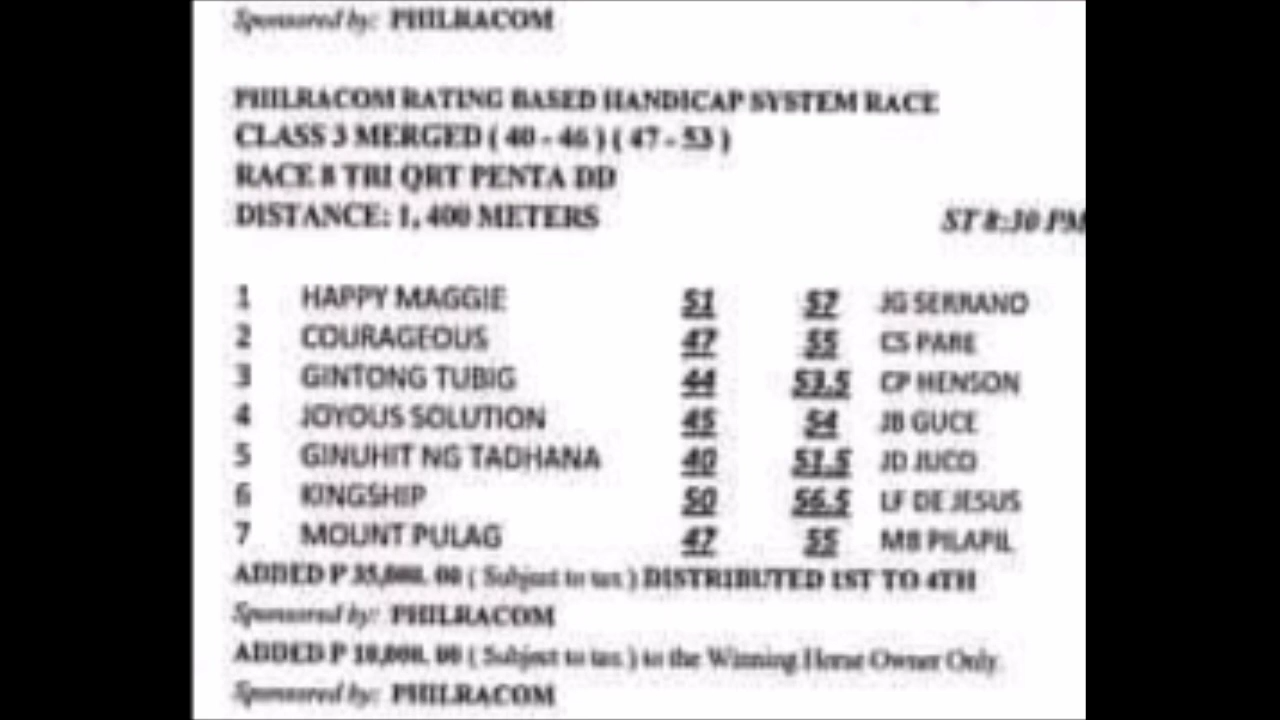 Sponsored by: PHILRACOM
PHILRACOM RATING BASED HANDICAP SYSTEM RACE
CLASS 3 MERGED ( 40 - 46 ) ( 47 - 53 )
RACE 8 TRI QRT PENTA DD
DISTANCE: 1, 400 METERS ST 8:30 PM
1 HAPPY MAGGIE 51 57 JG SERRANO
2 COURAGEOUS 47 55 CS PARE
3 GINTONG TUBIG 44 53.5 CP HENSON
4 JOYOUS SOLUTION 45 54 JB GUCE
5 GINUHIT NG TADHANA 40 51.5 JD JUCO
6 KINGSHIP 50 56.5 LF DE JESUS
7 MOUNT PULAG 47 55 MB PILAPIL
ADDED P 35,000. 00 ( Subject to tax ) DISTRIBUTED 1ST TO 4TH
Sponsored by: PHILRACOM
ADDED P 10,000. 00 ( Subject to tax ) to the Winning Horse Owner Only.
Sponsored by: PHILRACOM